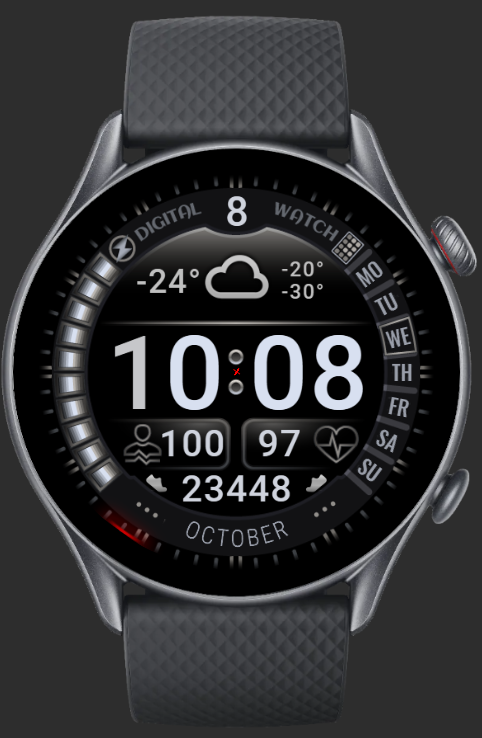 DIGITAL 8 WATCH
-24° -20°
-30°
MO
TU
WE
TH
FR
SA
SU
10:08
100 97
23448
OCTOBER